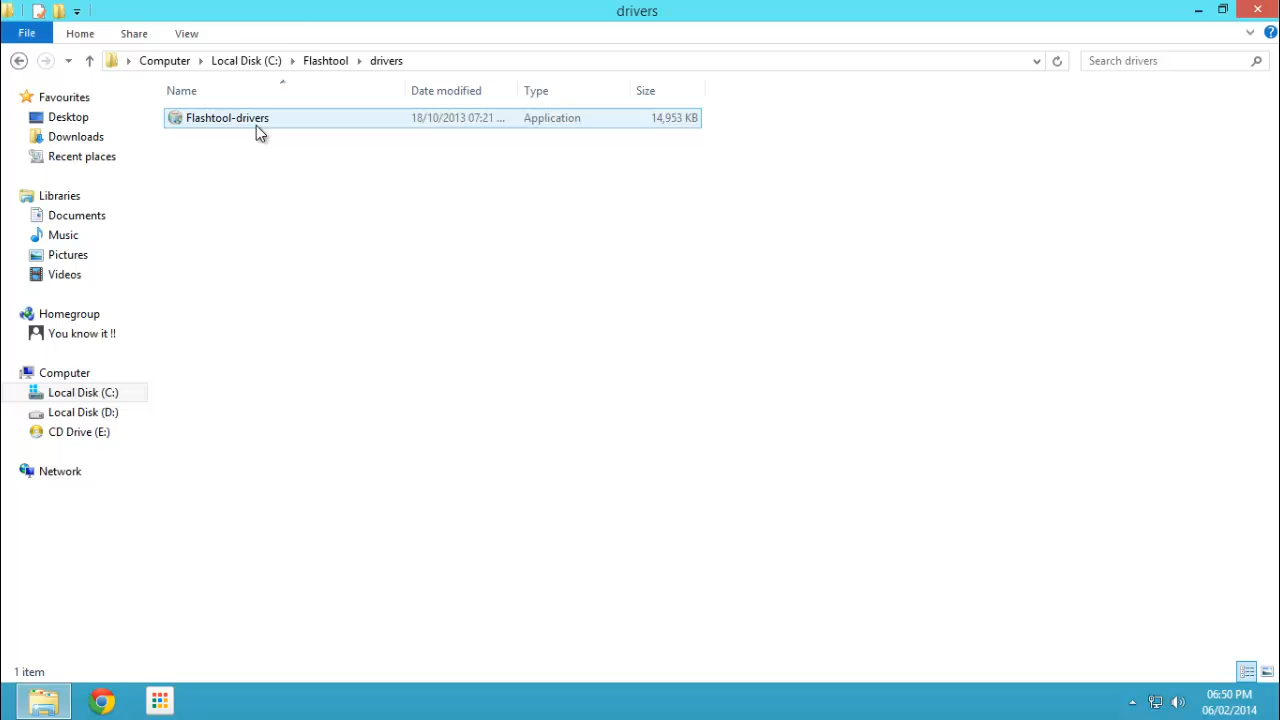 drivers
File Home Share View
Computer Local Disk (C:) Flashtool drivers Search drivers
Name Date modified Type Size
Flashtool-drivers 18/10/2013 07:21 ... Application 14,953 KB
Favourites
Desktop
Downloads
Recent places
Libraries
Documents
Music
Pictures
Videos
Homegroup
You know it !!
Computer
Local Disk (C:)
Local Disk (D:)
CD Drive (E:)
Network
1 item
06:50 PM
06/02/2014